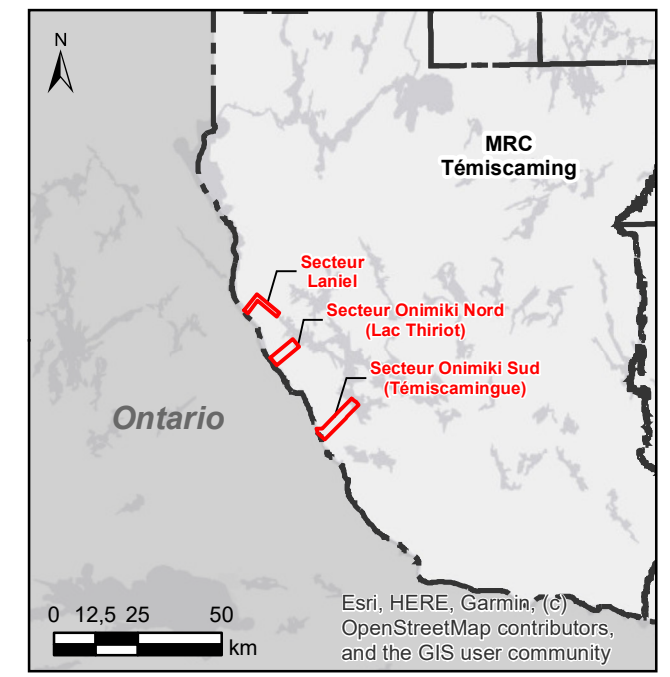 N
MRC
Témiscaming
Secteur
Laniel
Secteur Onimiki Nord
(Lac Thiriot)
Secteur Onimiki Sud
(Témiscamingue)
Ontario
0 12,5 25 50
km
Esri, HERE, Garmin, (c)
OpenStreetMap contributors,
and the GIS user community